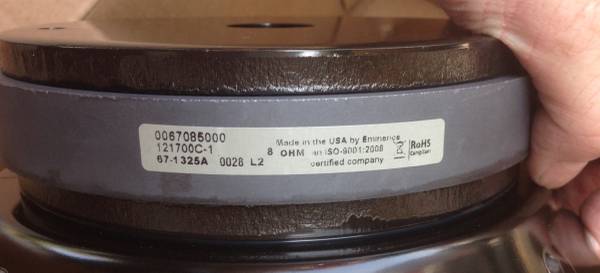 0067085000
121700C-1
67-1325A 0028 L2
8 OHM
Made in the USA by Eminence
an ISO-9001:2008
certified company
RoHS
Compliant